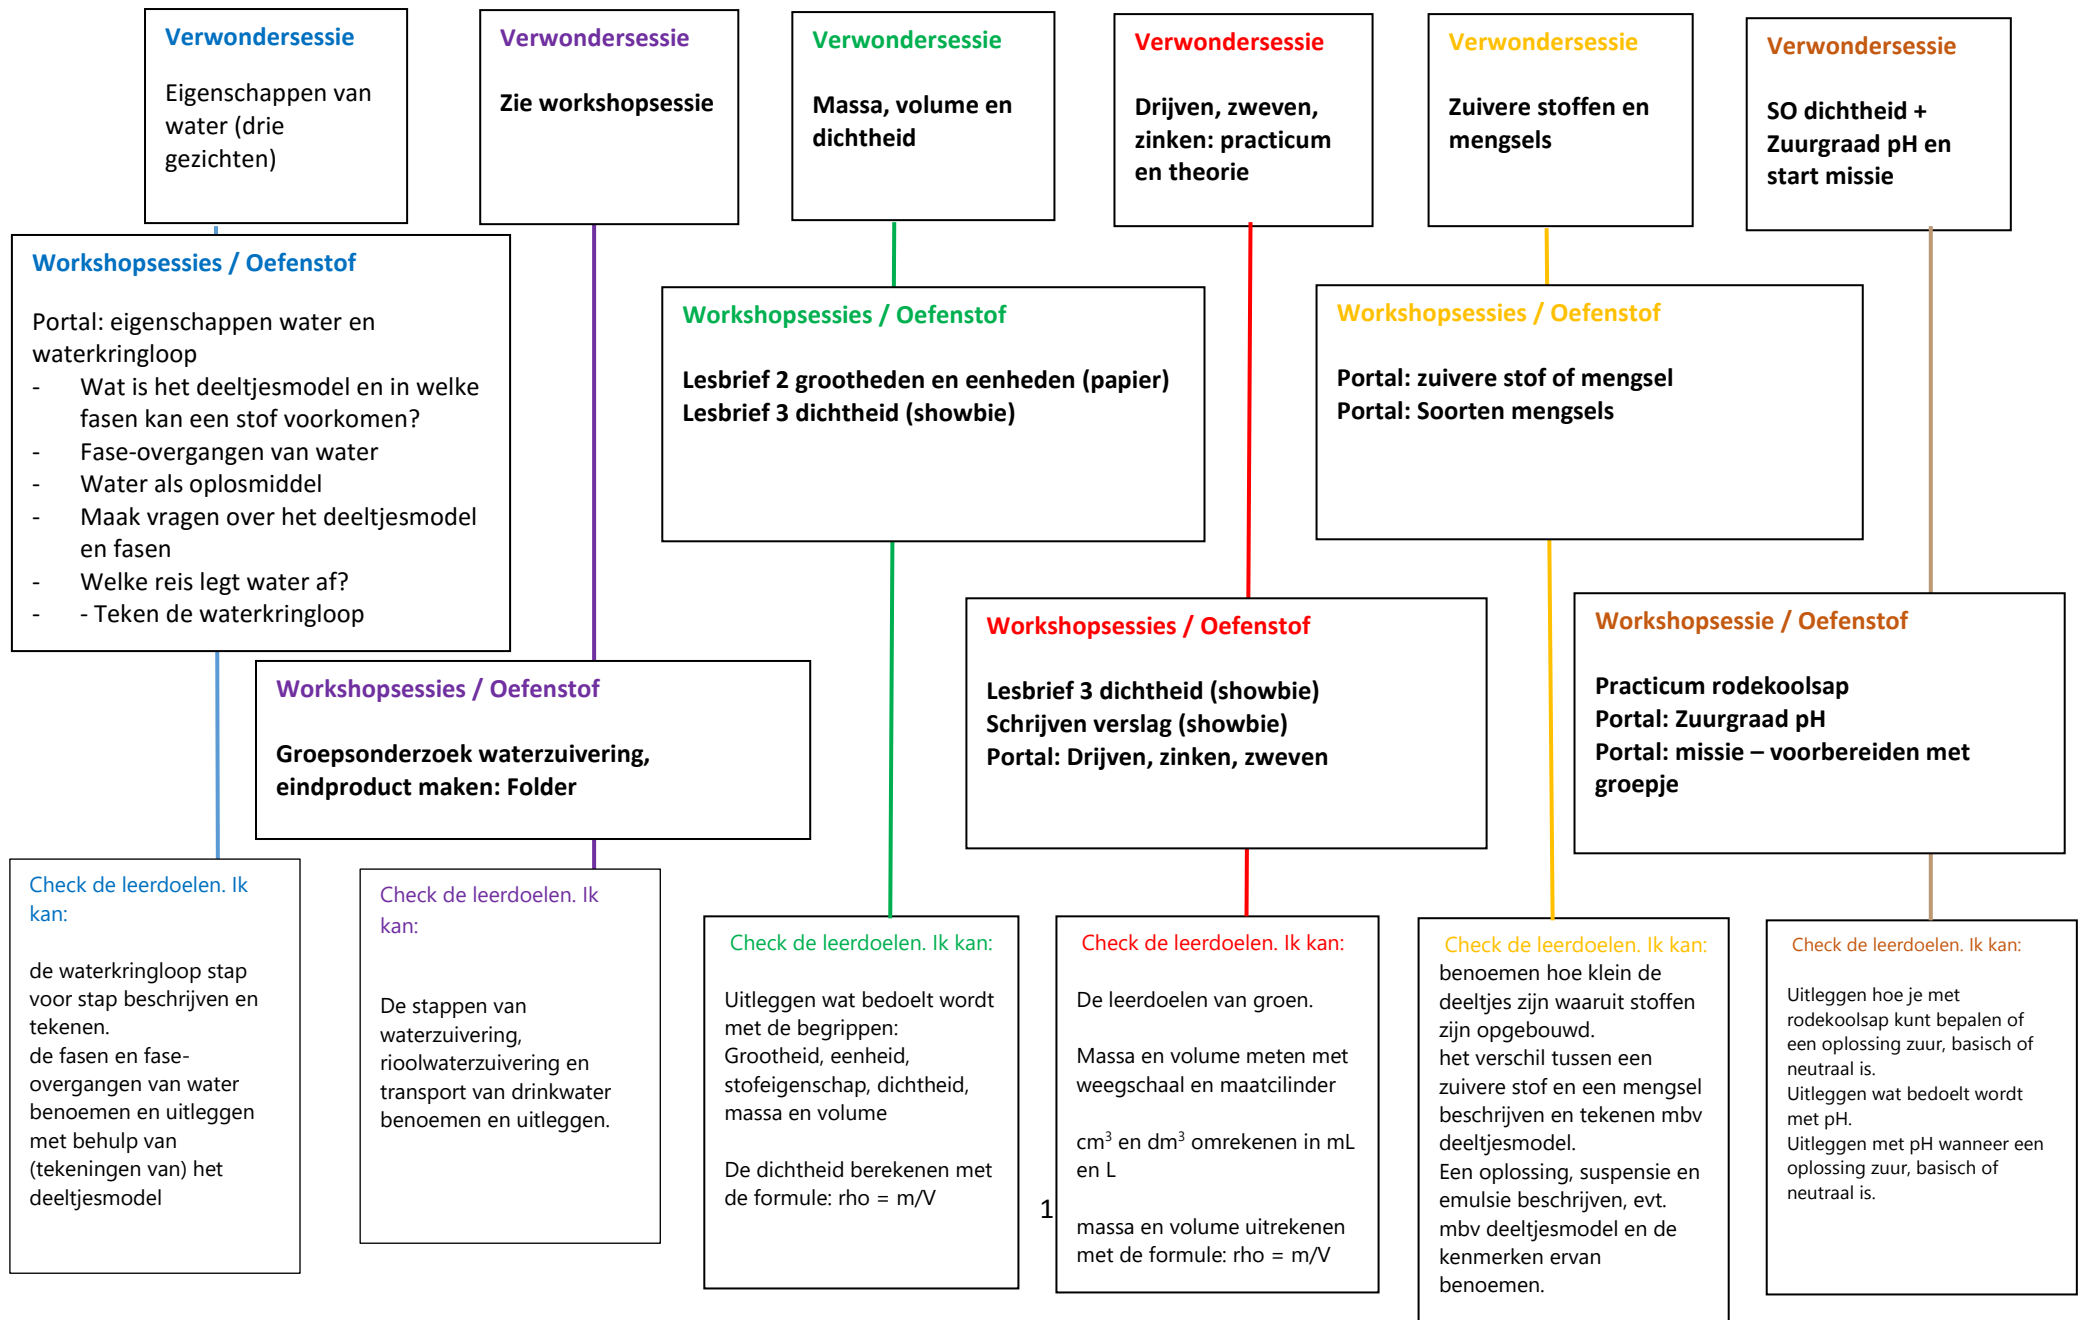 Verwondersessie
Eigenschappen van
water (drie
gezichten)
Verwondersessie
Zie workshopsessie
Verwondersessie
Massa, volume en
dichtheid
Verwondersessie
Drijven, zweven,
zinken: practicum
en theorie
Verwondersessie
Zuivere stoffen en
mengsels
Verwondersessie
SO dichtheid +
Zuurgraad pH en
start missie
Workshopsessies / Oefenstof
Portal: eigenschappen water en
waterkringloop
- Wat is het deeltjesmodel en in welke
fasen kan een stof voorkomen?
- Fase-overgangen van water
- Water als oplosmiddel
- Maak vragen over het deeltjesmodel
en fasen
- Welke reis legt water af?
- - Teken de waterkringloop
Workshopsessies / Oefenstof
Groepsonderzoek waterzuivering,
eindproduct maken: Folder
Workshopsessies / Oefenstof
Lesbrief 2 grootheden en eenheden (papier)
Lesbrief 3 dichtheid (showbie)
Workshopsessies / Oefenstof
Lesbrief 3 dichtheid (showbie)
Schrijven verslag (showbie)
Portal: Drijven, zinken, zweven
Workshopsessies / Oefenstof
Portal: zuivere stof of mengsel
Portal: Soorten mengsels
Workshopsessie / Oefenstof
Practicum rodekoolsap
Portal: Zuurgraad pH
Portal: missie – voorbereiden met
groepje
Check de leerdoelen. Ik
kan:
de waterkringloop stap
voor stap beschrijven en
tekenen.
de fasen en fase-
overgangen van water
benoemen en uitleggen
met behulp van
(tekeningen van) het
deeltjesmodel
Check de leerdoelen. Ik
kan:
De stappen van
waterzuivering,
rioolwaterzuivering en
transport van drinkwater
benoemen en uitleggen.
Check de leerdoelen. Ik kan:
Uitleggen wat bedoelt wordt
met de begrippen:
Grootheid, eenheid,
stofeigenschap, dichtheid,
massa en volume
De dichtheid berekenen met
de formule: rho = m/V
1
Check de leerdoelen. Ik kan:
De leerdoelen van groen.
Massa en volume meten met
weegschaal en maatcilinder
cm³ en dm³ omrekenen in mL
en L
massa en volume uitrekenen
met de formule: rho = m/V
Check de leerdoelen. Ik kan:
benoemen hoe klein de
deeltjes zijn waaruit stoffen
zijn opgebouwd.
het verschil tussen een
zuivere stof en een mengsel
beschrijven en tekenen mbv
deeltjesmodel.
Een oplossing, suspensie en
emulsie beschrijven, evt.
mbv deeltjesmodel en de
kenmerken ervan
benoemen.
Check de leerdoelen. Ik kan:
Uitleggen hoe je met
rodekoolsap kunt bepalen of
een oplossing zuur, basisch of
neutraal is.
Uitleggen wat bedoelt wordt
met pH.
Uitleggen met pH wanneer een
oplossing zuur, basisch of
neutraal is.